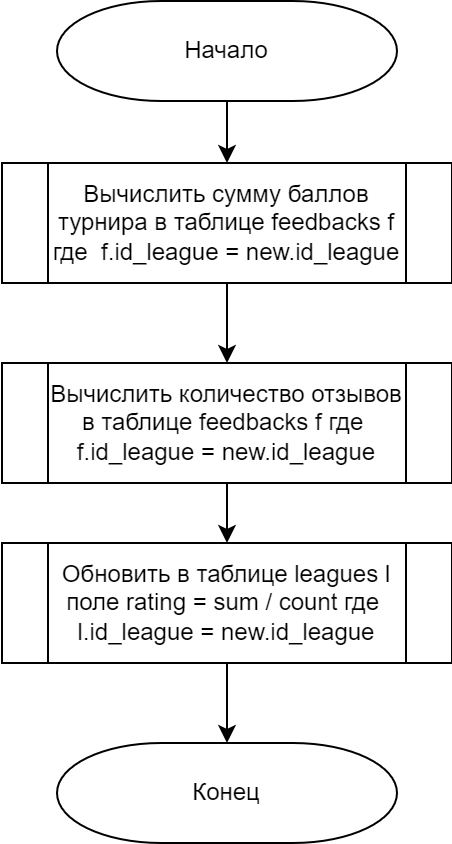 Начало
Вычислить сумму баллов
турнира в таблице feedbacks f
где f.id_league = new.id_league
Вычислить количество отзывов
в таблице feedbacks f где
f.id_league = new.id_league
Обновить в таблице leagues l
поле rating = sum / count где
l.id_league = new.id_league
Конец